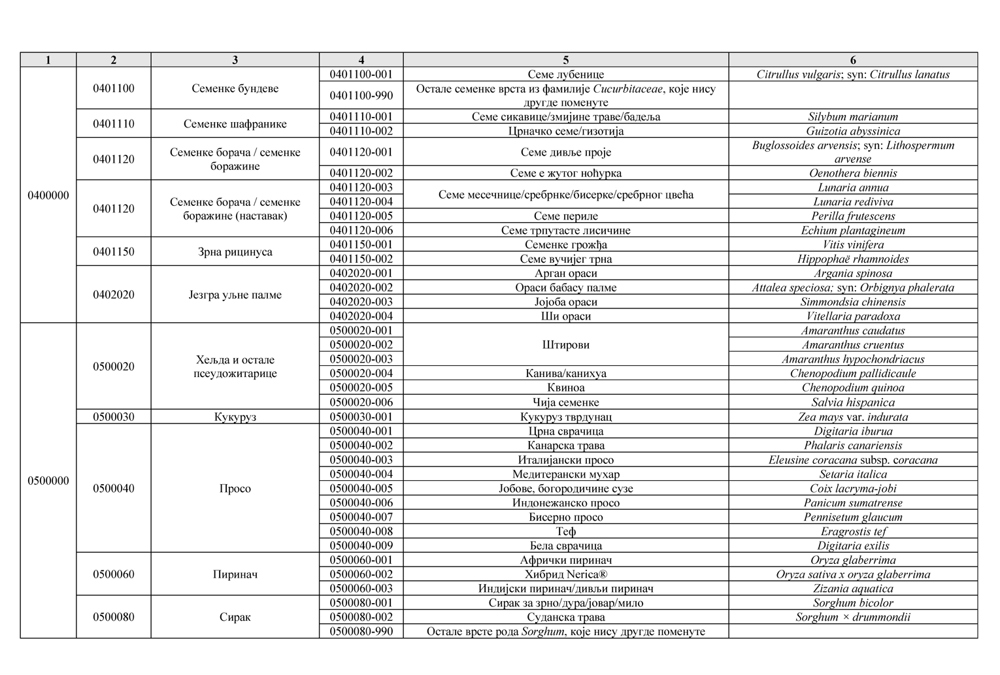 1 2 3 4 5 6
0400000 0401100 Семенке бундеве 0401100-001 Семе лубенице Citrullus vulgaris; syn: Citrullus lanatus
0401100-990 Остале семенке врста из фамилије Cucurbitaceae, које нису
другде поменуте
0401110 Семенке шафранике 0401110-001 Семе сикавице/змијине траве/бадеља Silybum marianum
0401110-002 Црначко семе/гизотија Guizotia abyssinica
0401120 Семенке борача / семенке
боражине 0401120-001 Семе дивље проје Buglossoides arvensis; syn: Lithospermum
arvense
0401120-002 Семе е жутог ноћурка Oenothera biennis
0401120 Семенке борача / семенке
боражине (наставак) 0401120-003 Семе месечнице/сребрнке/бисерке/сребрног цвећа Lunaria annua
0401120-004 Lunaria rediviva
0401120-005 Семе периле Perilla frutescens
0401120-006 Семе трпутасте лисичине Echium plantagineum
0401150 Зрна рицинуса 0401150-001 Семенке грожђа Vitis vinifera
0401150-002 Семе вучијег трна Hippophaë rhamnoides
0402020 Језгра уљне палме 0402020-001 Арган ораси Argania spinosa
0402020-002 Ораси бабасу палме Attalea speciosa; syn: Orbignya phalerata
0402020-003 Јојоба ораси Simmondsia chinensis
0402020-004 Ши ораси Vitellaria paradoxa
0500000 0500020 Хељда и остале
псеудожитарице 0500020-001 Штирови Amaranthus caudatus
0500020-002 Amaranthus cruentus
0500020-003 Amaranthus hypochondriacus
0500020-004 Канива/канихуа Chenopodium pallidicaule
0500020-005 Квиноа Chenopodium quinoa
0500020-006 Чија семенке Salvia hispanica
0500030 Кукуруз 0500030-001 Кукуруз тврдунац Zea mays var. indurata
0500040 Просо 0500040-001 Црна сврачица Digitaria iburua
0500040-002 Канарска трава Phalaris canariensis
0500040-003 Италијански просо Eleusine coracana subsp. coracana
0500040-004 Медитерански мухар Setaria italica
0500040-005 Јобове, богородичине сузе Coix lacryma-jobi
0500040-006 Индонежанско просо Panicum sumatrense
0500040-007 Бисерно просо Pennisetum glaucum
0500040-008 Теф Eragrostis tef
0500040-009 Бела сврачица Digitaria exilis
0500060 Пиринач 0500060-001 Афрички пиринач Oryza glaberrima
0500060-002 Хибрид Nerica® Oryza sativa x oryza glaberrima
0500060-003 Индијски пиринач/дивљи пиринач Zizania aquatica
0500080 Сирак 0500080-001 Сирак за зрно/дура/јовар/мило Sorghum bicolor
0500080-002 Суданска трава Sorghum × drummondii
0500080-990 Остале врсте рода Sorghum, које нису другде поменуте